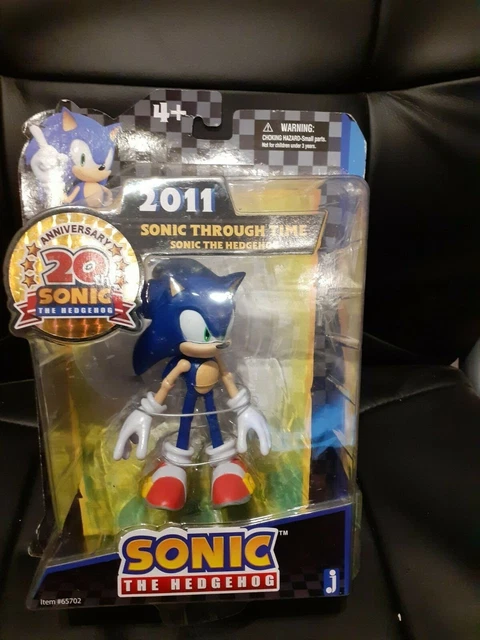 4+
WARNING:
CHOKING HAZARD-Small parts.
Not for children under 3 years.
2011
SONIC THROUGH TIME
SONIC THE HEDGEHOG
ANNIVERSARY
20th
SONIC
THE HEDGEHOG
SONIC
TM
THE HEDGEHOG
j
Item #65702